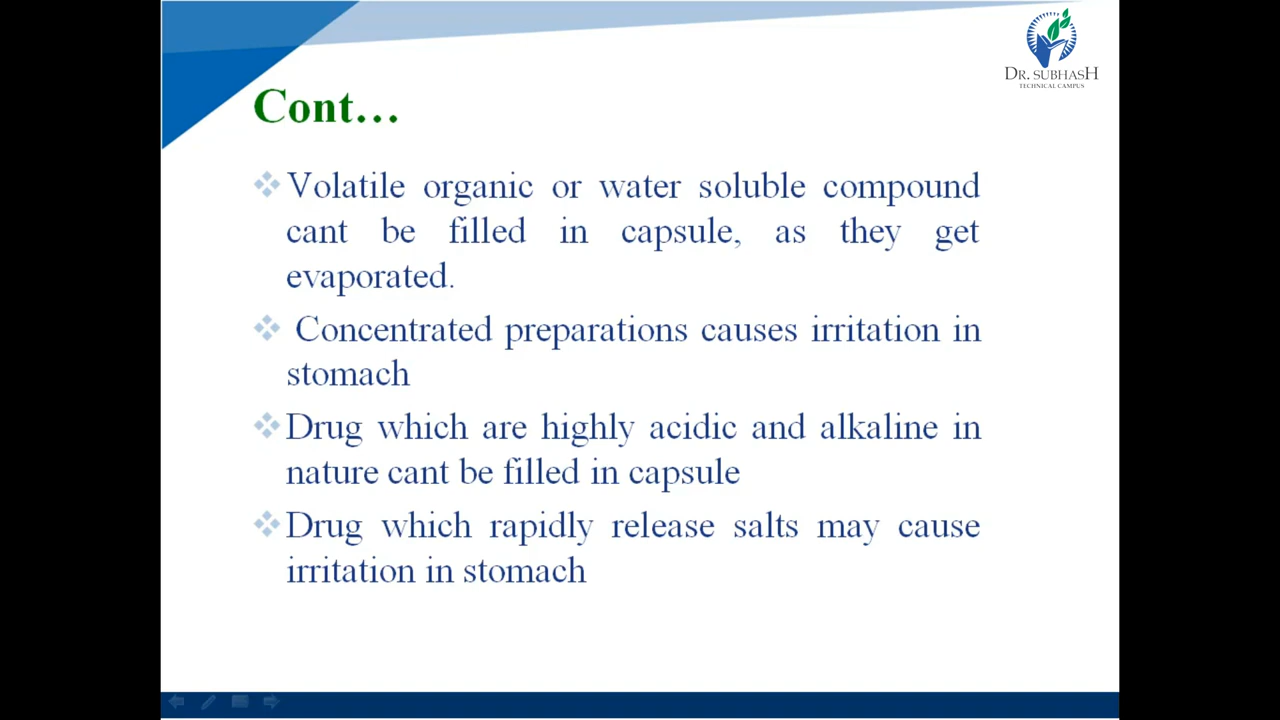 DR. SUBHASH
TECHNICAL CAMPUS
Cont...
Volatile organic or water soluble compound
cant be filled in capsule, as they get
evaporated.
Concentrated preparations causes irritation in
stomach
Drug which are highly acidic and alkaline in
nature cant be filled in capsule
Drug which rapidly release salts may cause
irritation in stomach